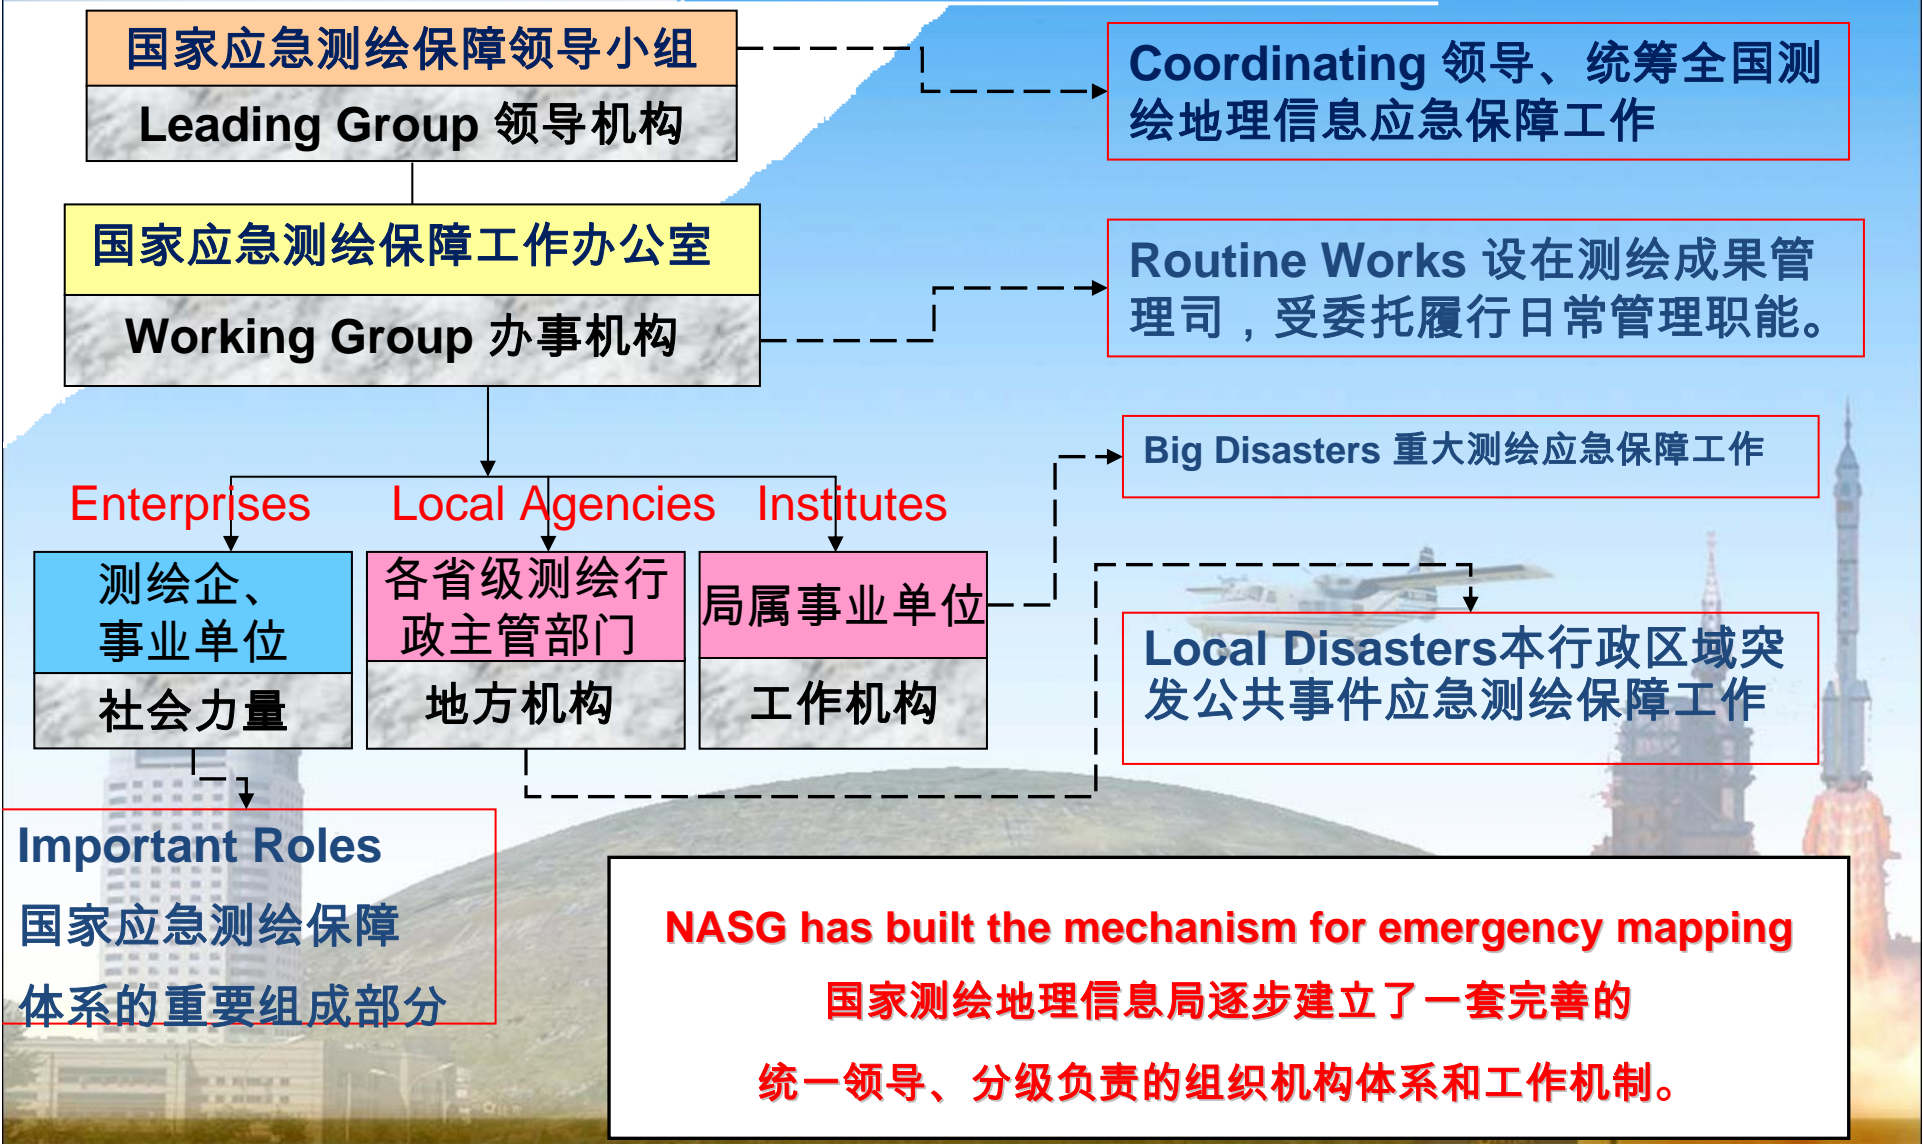 国家应急测绘保障领导小组
Leading Group 领导机构
Coordinating 领导、统筹全国测
绘地理信息应急保障工作
国家应急测绘保障工作办公室
Working Group 办事机构
Routine Works 设在测绘成果管
理司，受委托履行日常管理职能。
Big Disasters 重大测绘应急保障工作
Enterprises
Local Agencies
Institutes
测绘企、
事业单位
社会力量
各省级测绘行
政主管部门
地方机构
局属事业单位
工作机构
Local Disasters本行政区域突
发公共事件应急测绘保障工作
Important Roles
国家应急测绘保障
体系的重要组成部分
NASG has built the mechanism for emergency mapping
国家测绘地理信息局逐步建立了一套完善的
统一领导、分级负责的组织机构体系和工作机制。